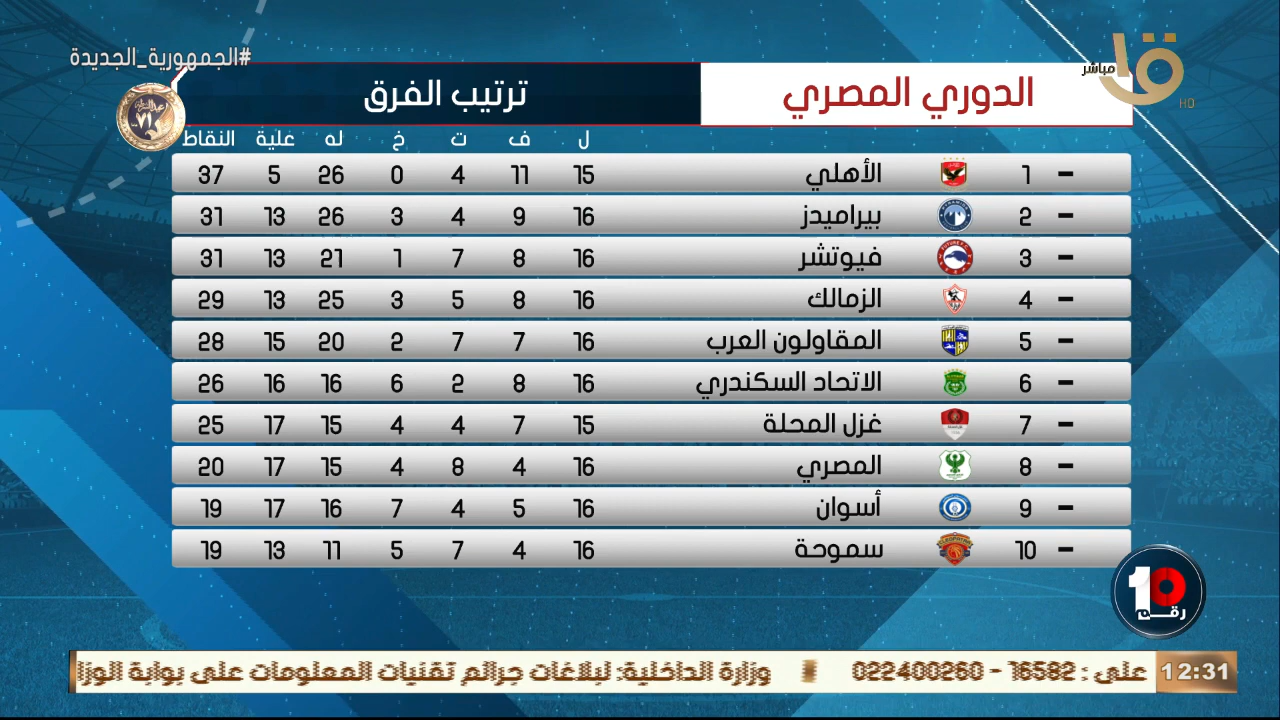 #الجمهورية_الجديدة
مباشر
HD
الدوري المصري ترتيب الفرق
ل ف ت خ له علية النقاط
1 الأهلي 15 11 4 0 26 5 37
2 بيراميدز 16 9 4 3 26 13 31
3 فيوتشر 16 8 7 1 21 13 31
4 الزمالك 16 8 5 3 25 13 29
5 المقاولون العرب 16 7 7 2 20 15 28
6 الاتحاد السكندري 16 8 2 6 16 16 26
7 غزل المحلة 15 7 4 4 15 17 25
8 المصري 16 4 8 4 15 17 20
9 أسوان 16 5 4 7 16 17 19
10 سموحة 16 4 7 5 11 13 19
رقم 10
12:31 على : 16582 - 022400260 وزارة الداخلية: لبلاغات جرائم تقنيات المعلومات على بوابة الوزا